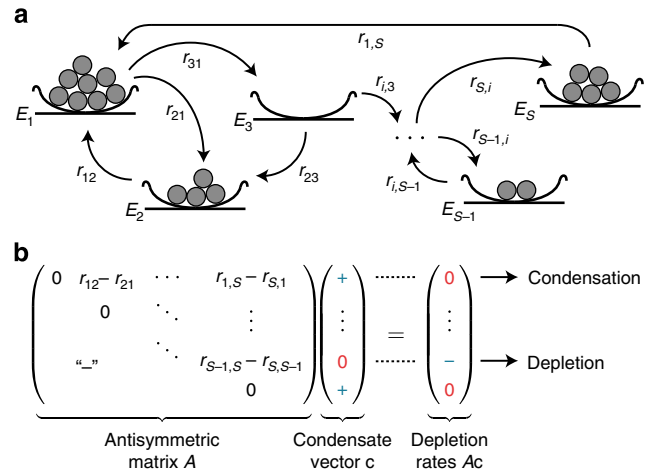 a
r1,S
r31
ri,3
rS,i
r21
E1
E3
. . .
rS–1,i
ES
r12
r23
ri,S–1
E2
ES–1
b
0 r12– r21 · · · r1,S – rS,1 + 0 Condensation
0
“–” rS–1,S – rS,S–1 0 = – Depletion
0 + 0
Antisymmetric Condensate Depletion
matrix A vector c rates Ac